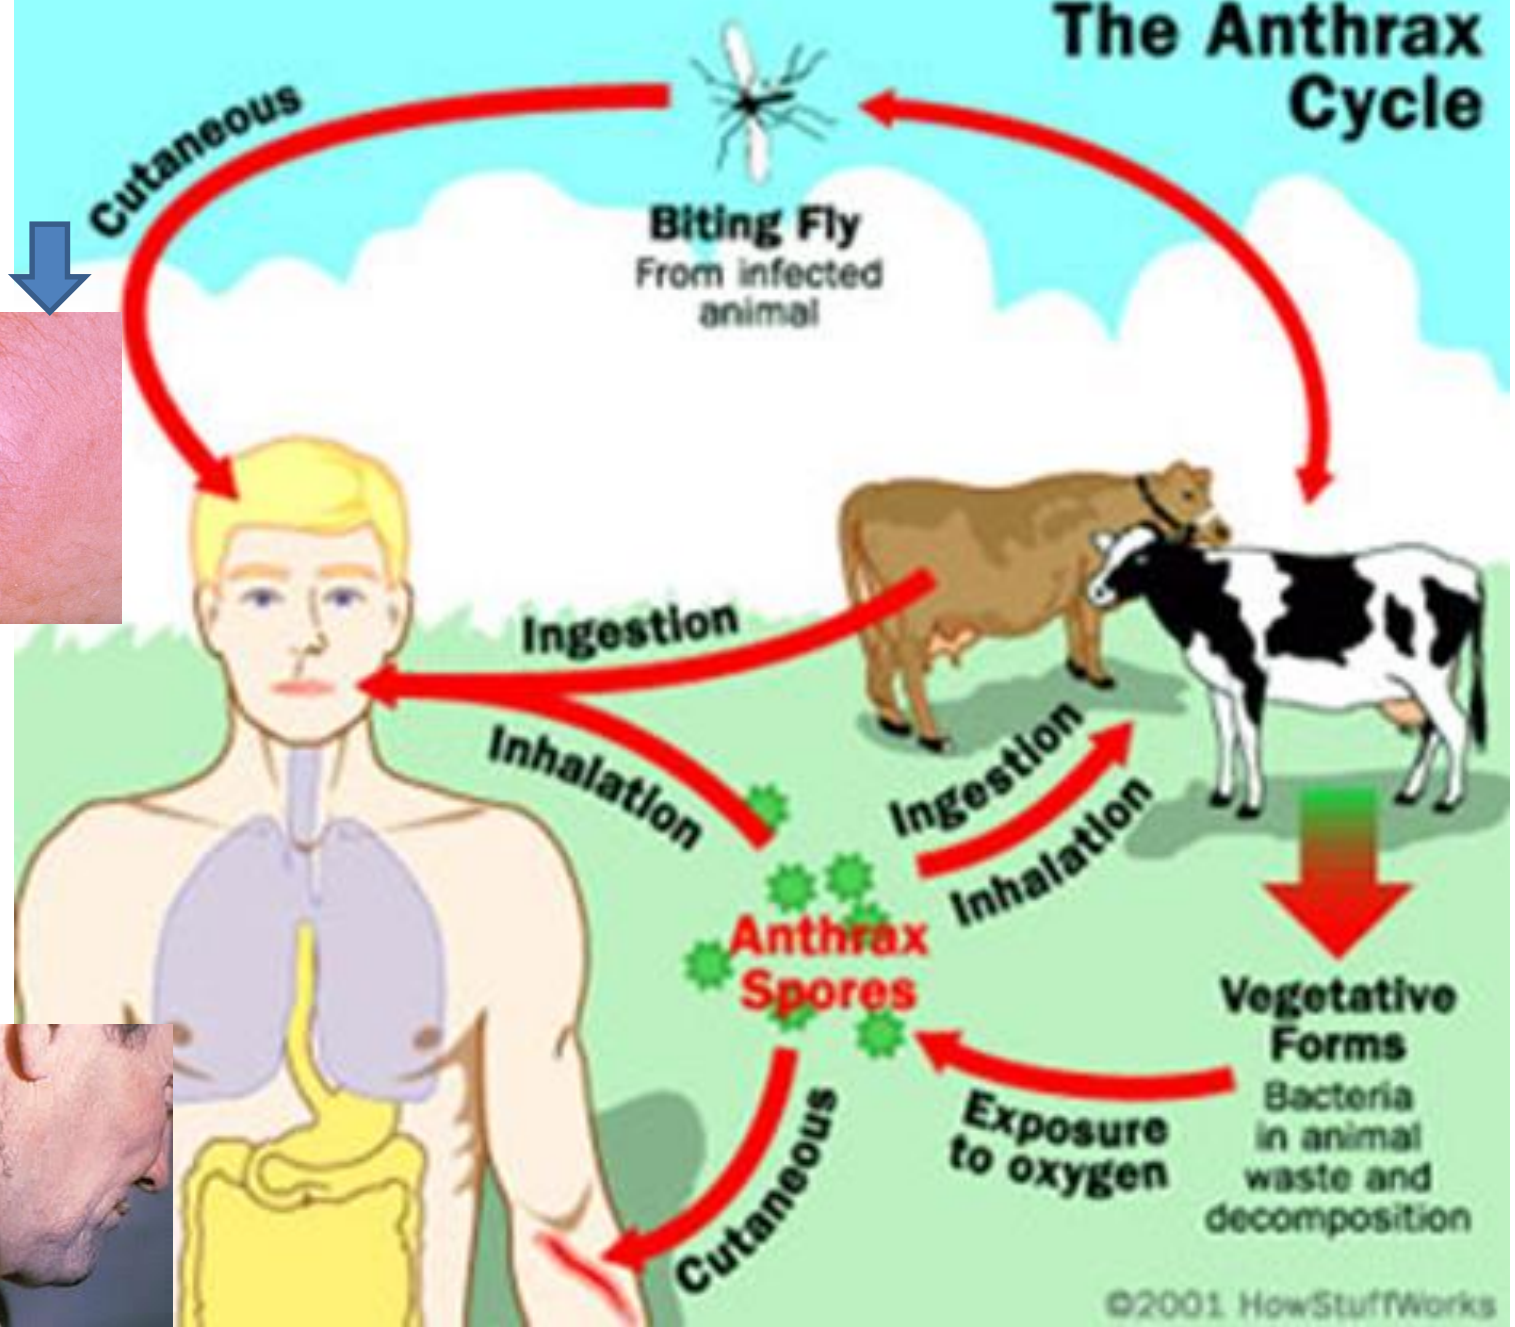 The Anthrax
Cycle
Cutaneous
Biting Fly
From infected
animal
Ingestion
Inhalation
Ingestion
Inhalation
Anthrax
Spores
Vegetative
Forms
Bacteria
in animal
waste and
decomposition
Exposure
to oxygen
Cutaneous
©2001 HowStuffWorks